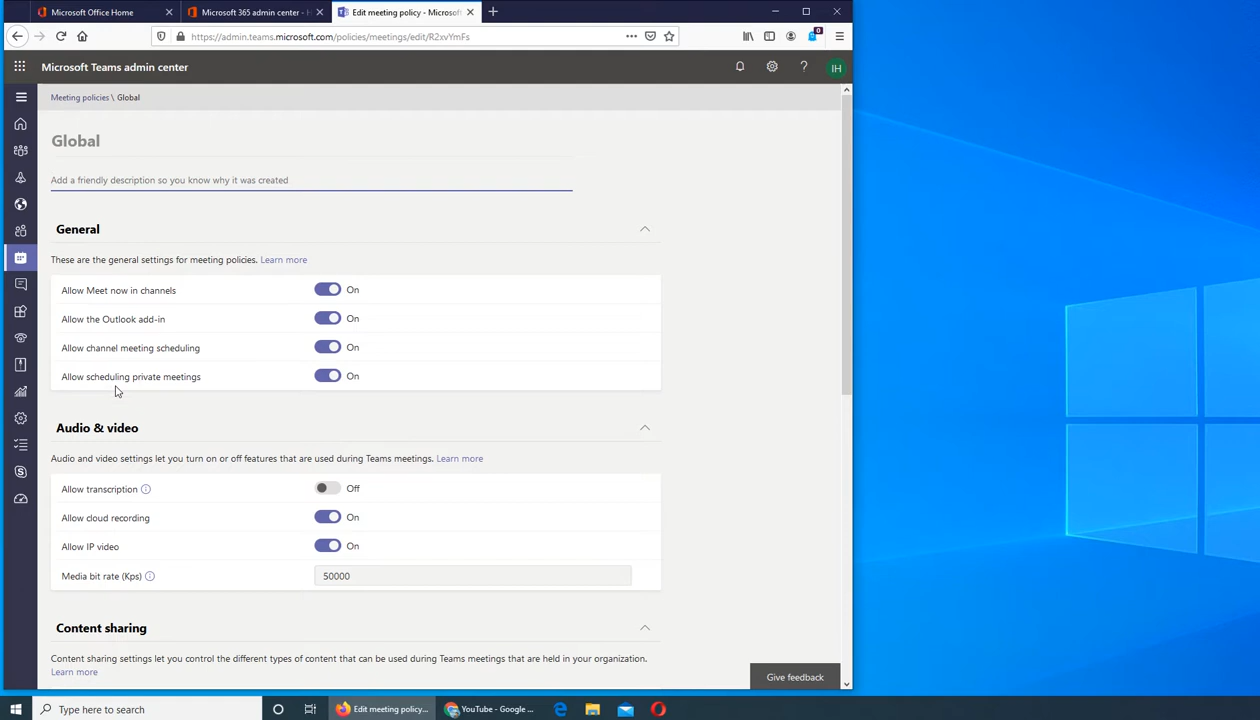 Microsoft Office Home
Microsoft 365 admin center - H
Edit meeting policy - Microsof
https://admin.teams.microsoft.com/policies/meetings/edit/R2xvYmFs
0
Microsoft Teams admin center
IH
Meeting policies \ Global
Global
Add a friendly description so you know why it was created
General
These are the general settings for meeting policies. Learn more
Allow Meet now in channels On
Allow the Outlook add-in On
Allow channel meeting scheduling On
Allow scheduling private meetings On
Audio & video
Audio and video settings let you turn on or off features that are used during Teams meetings. Learn more
Allow transcription Off
Allow cloud recording On
Allow IP video On
Media bit rate (Kps) 50000
Content sharing
Content sharing settings let you control the different types of content that can be used during Teams meetings that are held in your organization.
Learn more
Give feedback
Type here to search
Edit meeting policy...
YouTube - Google ...